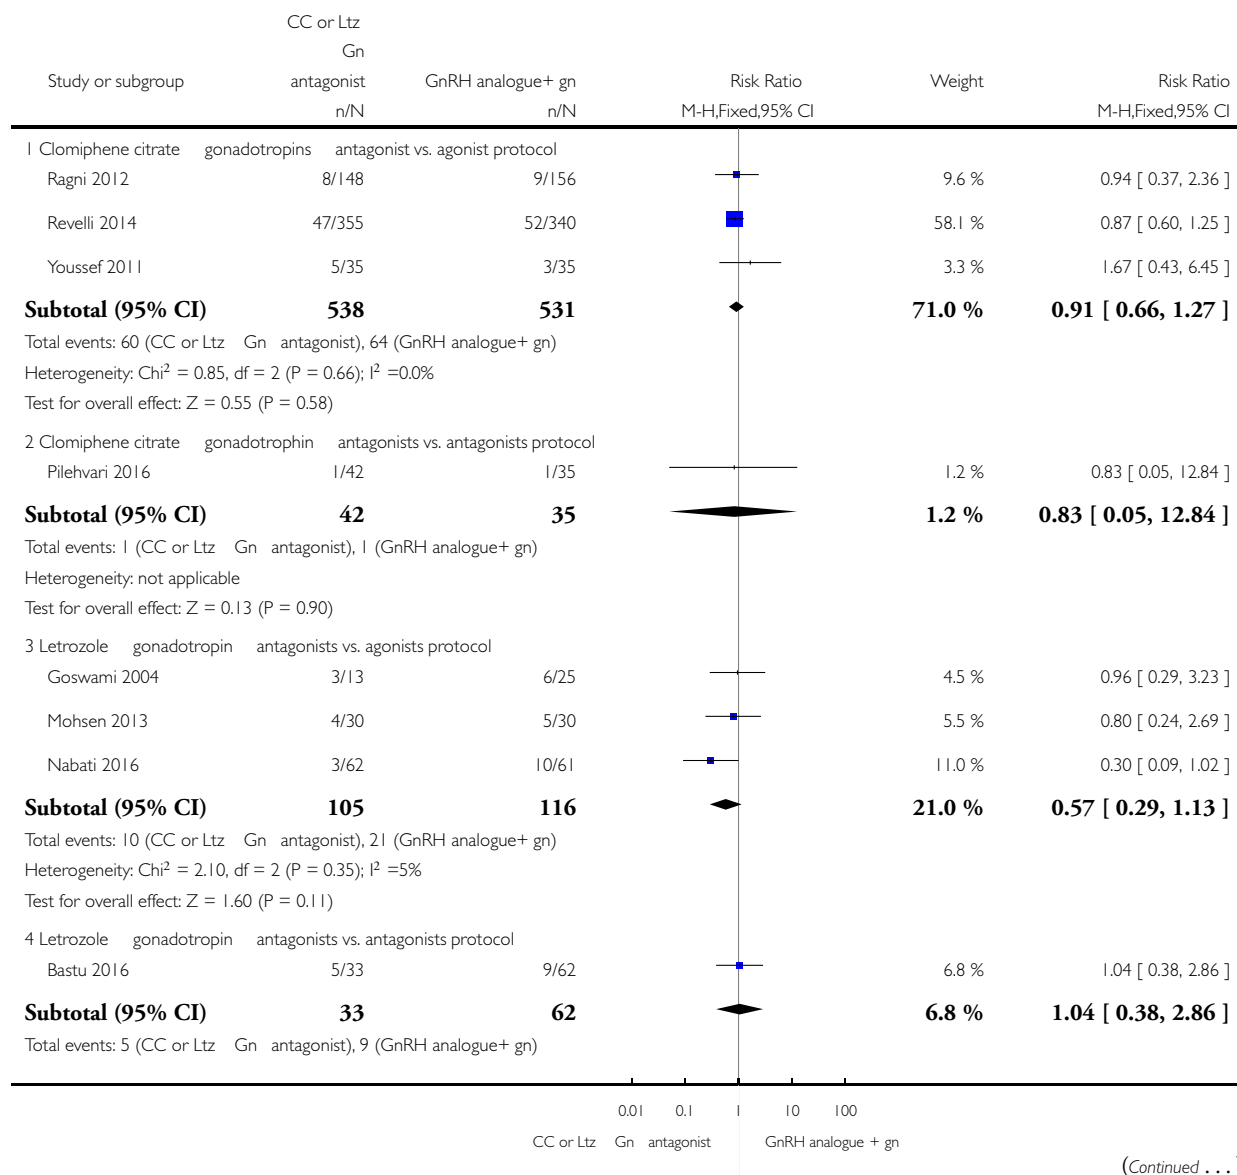 CC or Ltz
Gn
Study or subgroup antagonist GnRH analogue+ gn Risk Ratio Weight Risk Ratio
n/N n/N M-H,Fixed,95% CI M-H,Fixed,95% CI
1 Clomiphene citrate gonadotropins antagonist vs. agonist protocol
Ragni 2012 8/148 9/156 9.6 % 0.94 [ 0.37, 2.36 ]
Revelli 2014 47/355 52/340 58.1 % 0.87 [ 0.60, 1.25 ]
Youssef 2011 5/35 3/35 3.3 % 1.67 [ 0.43, 6.45 ]
Subtotal (95% CI) 538 531 71.0 % 0.91 [ 0.66, 1.27 ]
Total events: 60 (CC or Ltz Gn antagonist), 64 (GnRH analogue+ gn)
Heterogeneity: Chi² = 0.85, df = 2 (P = 0.66); I² =0.0%
Test for overall effect: Z = 0.55 (P = 0.58)
2 Clomiphene citrate gonadotrophin antagonists vs. antagonists protocol
Pilehvari 2016 1/42 1/35 1.2 % 0.83 [ 0.05, 12.84 ]
Subtotal (95% CI) 42 35 1.2 % 0.83 [ 0.05, 12.84 ]
Total events: 1 (CC or Ltz Gn antagonist), 1 (GnRH analogue+ gn)
Heterogeneity: not applicable
Test for overall effect: Z = 0.13 (P = 0.90)
3 Letrozole gonadotropin antagonists vs. agonists protocol
Goswami 2004 3/13 6/25 4.5 % 0.96 [ 0.29, 3.23 ]
Mohsen 2013 4/30 5/30 5.5 % 0.80 [ 0.24, 2.69 ]
Nabati 2016 3/62 10/61 11.0 % 0.30 [ 0.09, 1.02 ]
Subtotal (95% CI) 105 116 21.0 % 0.57 [ 0.29, 1.13 ]
Total events: 10 (CC or Ltz Gn antagonist), 21 (GnRH analogue+ gn)
Heterogeneity: Chi² = 2.10, df = 2 (P = 0.35); I² =5%
Test for overall effect: Z = 1.60 (P = 0.11)
4 Letrozole gonadotropin antagonists vs. antagonists protocol
Bastu 2016 5/33 9/62 6.8 % 1.04 [ 0.38, 2.86 ]
Subtotal (95% CI) 33 62 6.8 % 1.04 [ 0.38, 2.86 ]
Total events: 5 (CC or Ltz Gn antagonist), 9 (GnRH analogue+ gn)
0.01 0.1 1 10 100
CC or Ltz Gn antagonist GnRH analogue + gn
(Continued . . .